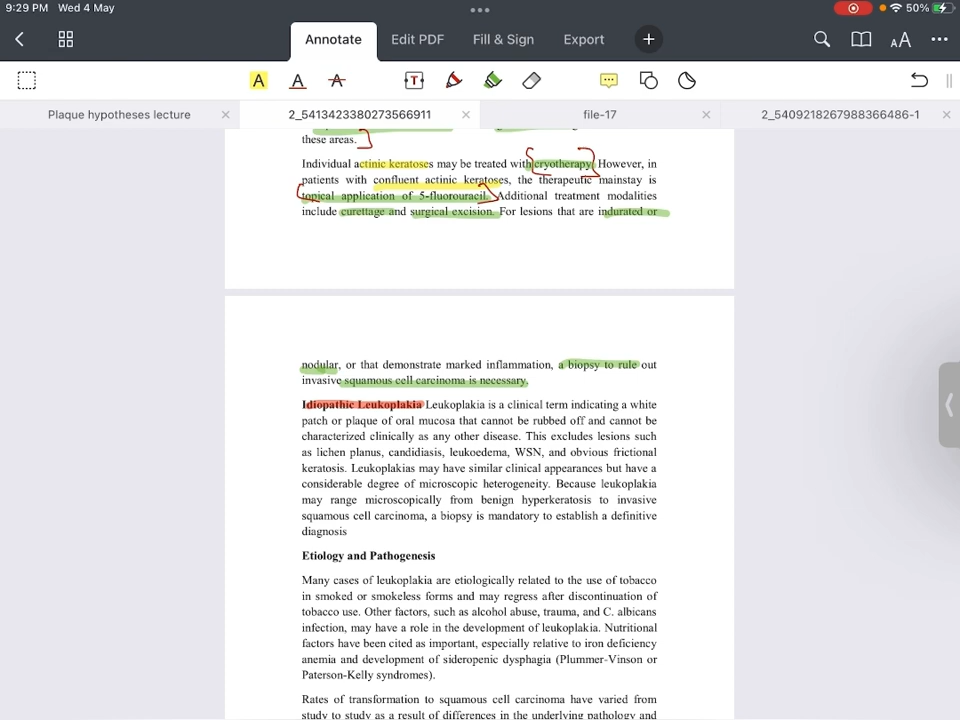 9:29 PM Wed 4 May
50%
Annotate
Edit PDF
Fill & Sign
Export
Plaque hypotheses lecture
2_5413423380273566911
file-17
2_5409218267988366486-1
these areas.
Individual actinic keratoses may be treated with cryotherapy. However, in
patients with confluent actinic keratoses, the therapeutic mainstay is
topical application of 5-fluorouracil. Additional treatment modalities
include curettage and surgical excision. For lesions that are indurated or
nodular, or that demonstrate marked inflammation, a biopsy to rule out
invasive squamous cell carcinoma is necessary.
Idiopathic Leukoplakia Leukoplakia is a clinical term indicating a white
patch or plaque of oral mucosa that cannot be rubbed off and cannot be
characterized clinically as any other disease. This excludes lesions such
as lichen planus, candidiasis, leukoedema, WSN, and obvious frictional
keratosis. Leukoplakias may have similar clinical appearances but have a
considerable degree of microscopic heterogeneity. Because leukoplakia
may range microscopically from benign hyperkeratosis to invasive
squamous cell carcinoma, a biopsy is mandatory to establish a definitive
diagnosis
Etiology and Pathogenesis
Many cases of leukoplakia are etiologically related to the use of tobacco
in smoked or smokeless forms and may regress after discontinuation of
tobacco use. Other factors, such as alcohol abuse, trauma, and C. albicans
infection, may have a role in the development of leukoplakia. Nutritional
factors have been cited as important, especially relative to iron deficiency
anemia and development of sideropenic dysphagia (Plummer-Vinson or
Paterson-Kelly syndromes).
Rates of transformation to squamous cell carcinoma have varied from
study to study as a result of differences in the underlying pathology and